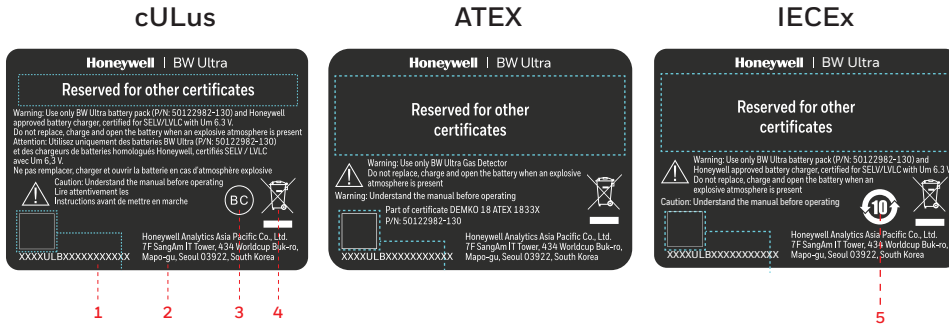 cULus
Honeywell | BW Ultra
Reserved for other certificates
Warning: Use only BW Ultra battery pack (P/N: 50122982-130) and Honeywell
approved battery charger, certified for SELV/LVLC with Um 6.3 V.
Do not replace, charge and open the battery when an explosive atmosphere is present
Attention: Utilisez uniquement des batteries BW Ultra (P/N: 50122982-130)
et des chargeurs de batteries homologués Honeywell, certifiés SELV / LVLC
avec Um 6,3 V.
Ne pas remplacer, charger et ouvrir la batterie en cas d'atmosphère explosive
Caution: Understand the manual before operating
Lire attentivement les
Instructions avant de mettre en marche
BC
Honeywell Analytics Asia Pacific Co., Ltd.
7F SangAm IT Tower, 434 Worldcup Buk-ro,
Mapo-gu, Seoul 03922, South Korea
XXXXULBXXXXXXXXXXX
1
2
3
4
ATEX
Honeywell | BW Ultra
Reserved for other
certificates
Warning: Use only BW Ultra Gas Detector
Do not replace, charge and open the battery when an explosive
atmosphere is present
Warning: Understand the manual before operating
Part of certificate DEMKO 18 ATEX 1833X
P/N: 50122982-130
Honeywell Analytics Asia Pacific Co., Ltd.
7F SangAm IT Tower, 434 Worldcup Buk-ro,
Mapo-gu, Seoul 03922, South Korea
XXXXULBXXXXXXXXXXX
IECEx
Honeywell | BW Ultra
Reserved for other
certificates
Warning: Use only BW Ultra battery pack (P/N: 50122982-130) and
Honeywell approved battery charger, certified for SELV/LVLC with Um 6.3 V
Do not replace, charge and open the battery when an
explosive atmosphere is present
Caution: Understand the manual before operating
10
Honeywell Analytics Asia Pacific Co., Ltd.
7F SangAm IT Tower, 434 Worldcup Buk-ro,
Mapo-gu, Seoul 03922, South Korea
XXXXULBXXXXXXXXXXX
5